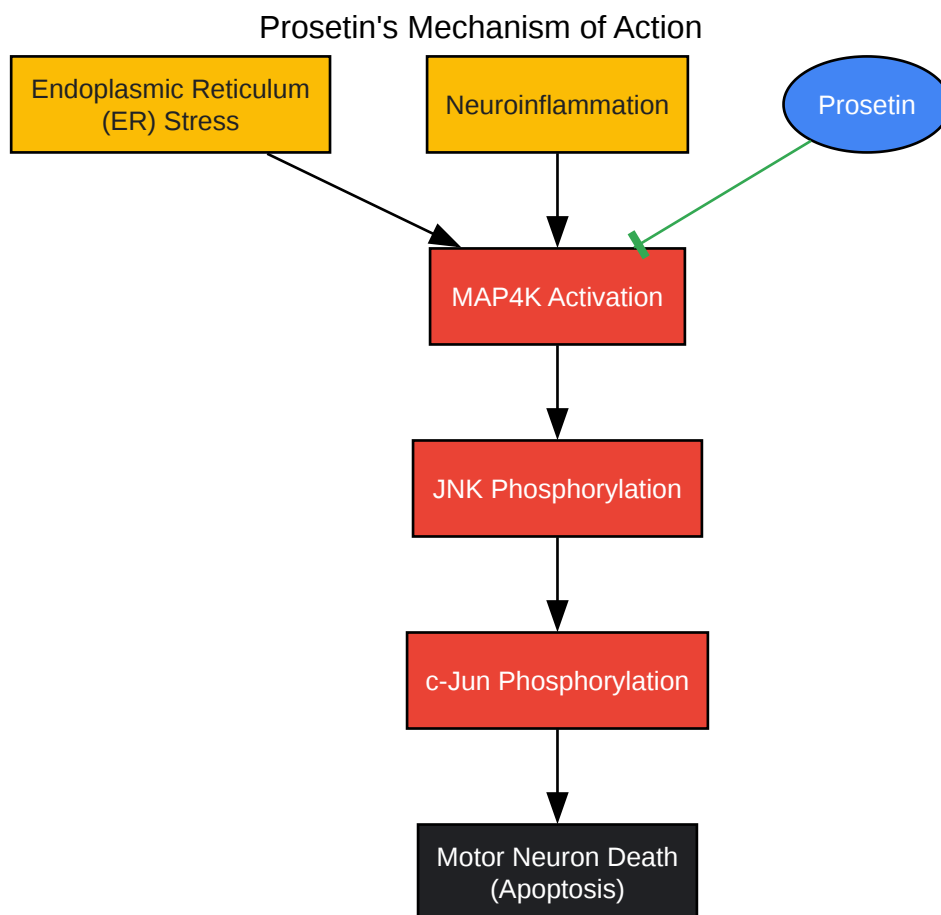 Prosetin's Mechanism of Action
Endoplasmic Reticulum
(ER) Stress
Neuroinflammation
Prosetin
MAP4K Activation
JNK Phosphorylation
c-Jun Phosphorylation
Motor Neuron Death
(Apoptosis)